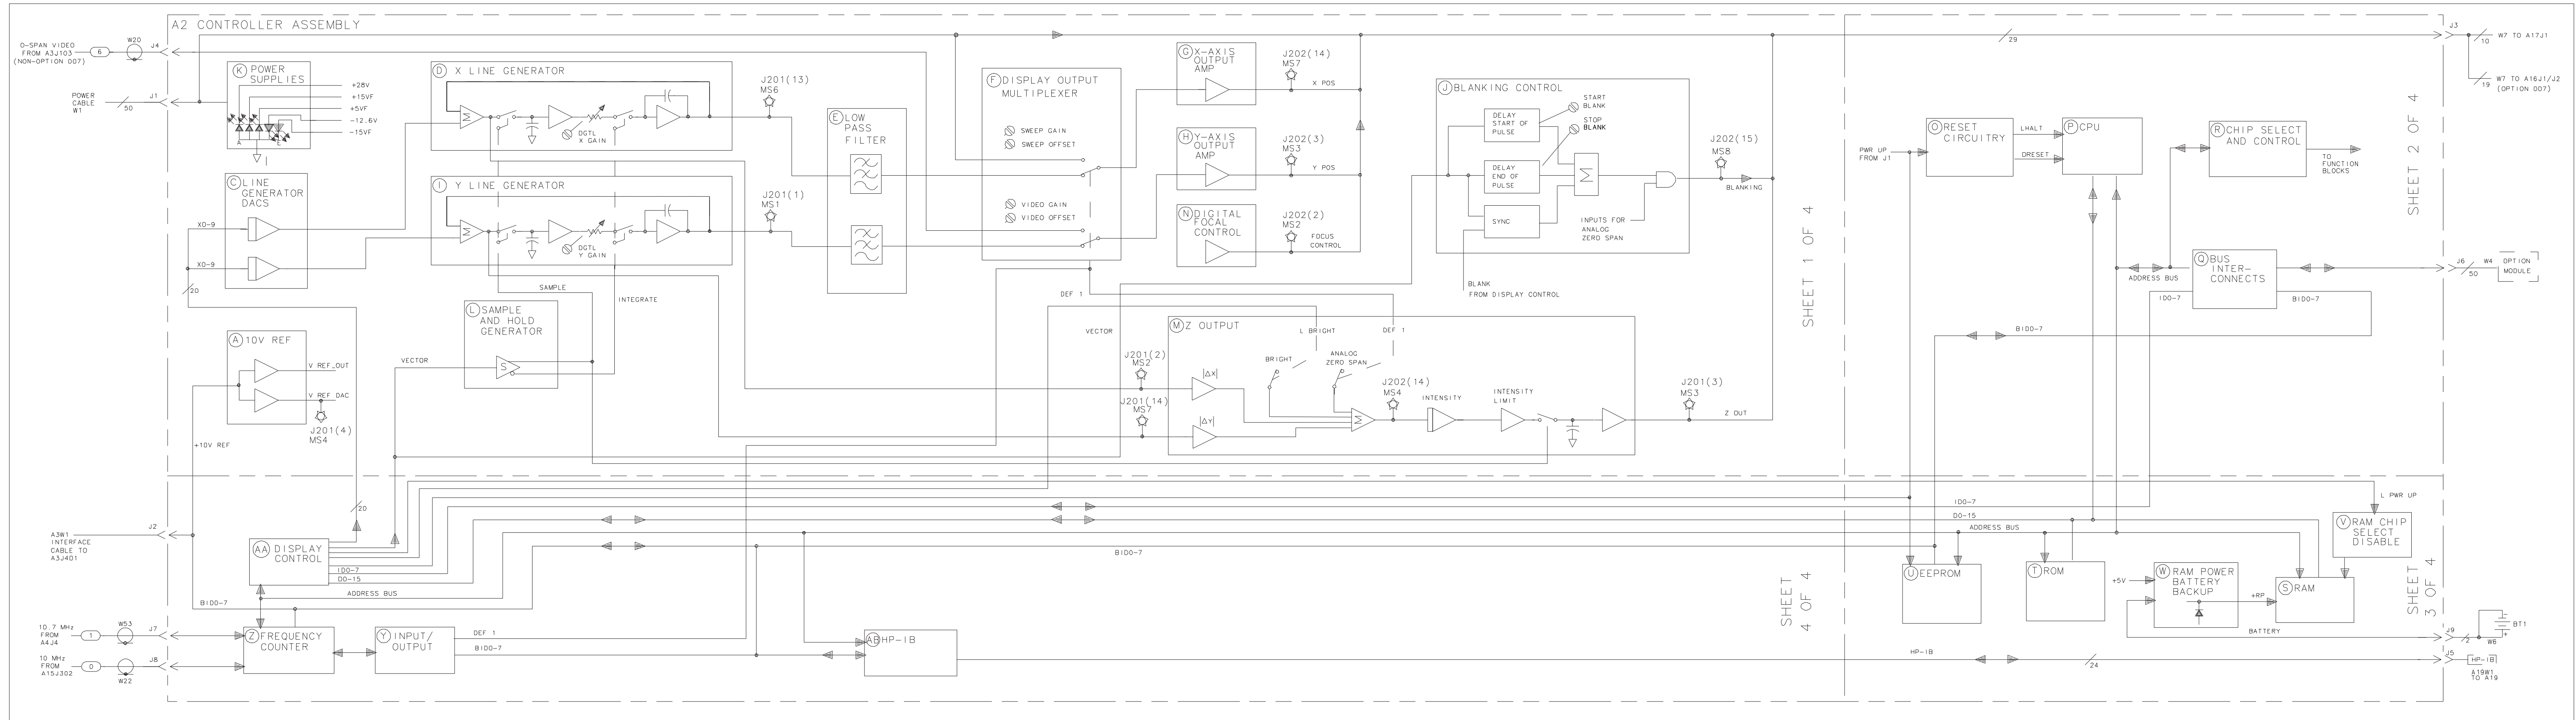 A2 CONTROLLER ASSEMBLY
0-SPAN VIDEO
FROM A3J103
(NON-OPTION 007)
6
W20
J4
POWER
CABLE
W1
50
J1
K POWER
SUPPLIES
+28V
+15VF
+5VF
-12.6V
-15VF
A
E
C LINE
GENERATOR
DACS
X0-9
X0-9
20
A 10V REF
V REF_OUT
V REF DAC
J201(4)
MS4
+10V REF
D X LINE GENERATOR
Σ
DGTL
X GAIN
J201(13)
MS6
I Y LINE GENERATOR
Σ
DGTL
Y GAIN
J201(1)
MS1
SAMPLE
INTEGRATE
L SAMPLE
AND HOLD
GENERATOR
S
VECTOR
E LOW
PASS
FILTER
F DISPLAY OUTPUT
MULTIPLEXER
SWEEP GAIN
SWEEP OFFSET
VIDEO GAIN
VIDEO OFFSET
DEF 1
VECTOR
G X-AXIS
OUTPUT
AMP
J202(14)
MS7
X POS
H Y-AXIS
OUTPUT
AMP
J202(3)
MS3
Y POS
N DIGITAL
FOCAL
CONTROL
J202(2)
MS2
FOCUS
CONTROL
J BLANKING CONTROL
DELAY
START OF
PULSE
START
BLANK
STOP
BLANK
DELAY
END OF
PULSE
SYNC
Σ
INPUTS FOR
ANALOG
ZERO SPAN
BLANK
FROM DISPLAY CONTROL
J202(15)
MS8
BLANKING
M Z OUTPUT
L BRIGHT
DEF 1
BRIGHT
ANALOG
ZERO SPAN
J201(2)
MS2
|ΔX|
J201(14)
MS7
|ΔY|
Σ
J202(14)
MS4
INTENSITY
INTENSITY
LIMIT
J201(3)
MS3
Z OUT
SHEET 1 OF 4
29
J3
10
W7 TO A17J1
19
W7 TO A16J1/J2
(OPTION 007)
SHEET 2 OF 4
PWR UP
FROM J1
O RESET
CIRCUITRY
LHALT
DRESET
P CPU
R CHIP SELECT
AND CONTROL
TO
FUNCTION
BLOCKS
Q BUS
INTER-
CONNECTS
ADDRESS BUS
ID0-7
BID0-7
BID0-7
J6
50
W4
OPTION
MODULE
A3W1
INTERFACE
CABLE TO
A3J401
J2
20
AA DISPLAY
CONTROL
ID0-7
D0-15
ADDRESS BUS
BID0-7
BID0-7
ID0-7
D0-15
ADDRESS BUS
L PWR UP
V RAM CHIP
SELECT
DISABLE
U EEPROM
T ROM
+5V
W RAM POWER
BATTERY
BACKUP
+RP
S RAM
BATTERY
SHEET
4 OF 4
SHEET
3 OF 4
10.7 MHz
FROM
A4J4
1
W53
J7
10 MHz
FROM
A15J302
0
W22
J8
Z FREQUENCY
COUNTER
Y INPUT/
OUTPUT
DEF 1
BID0-7
AB HP-IB
HP-IB
24
J9
2
W6
-
+
BT1
J5
HP-IB
A19W1
TO A19